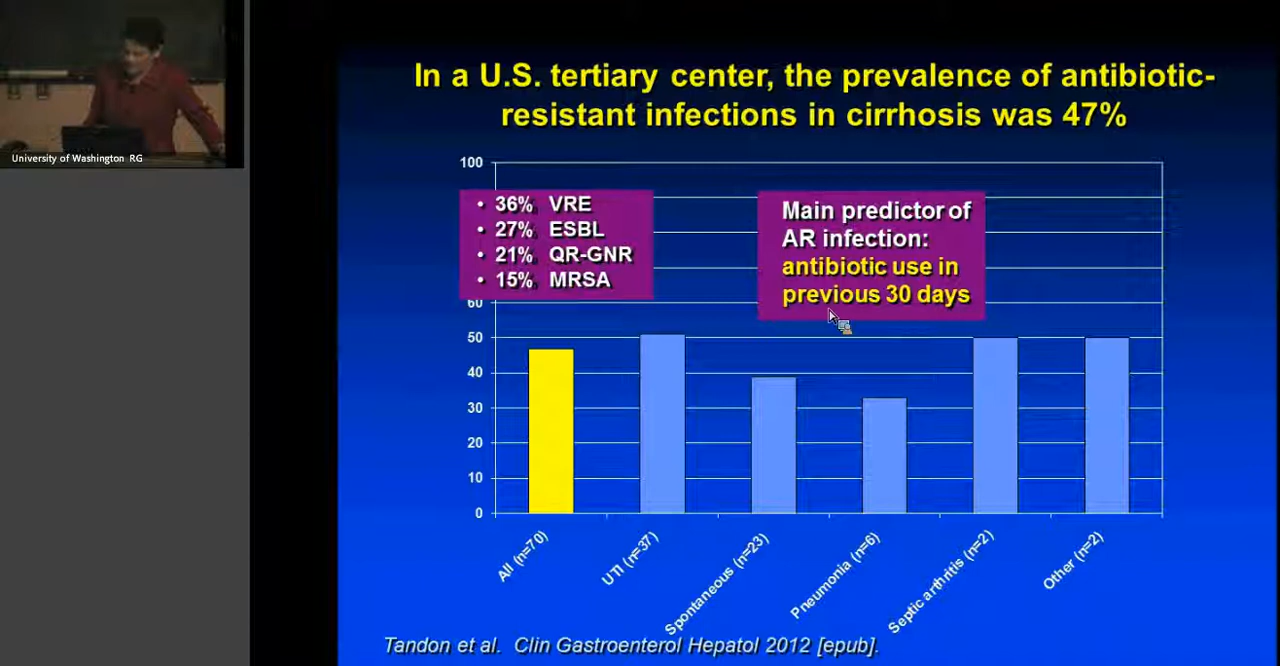 University of Washington RG
In a U.S. tertiary center, the prevalence of antibiotic-
resistant infections in cirrhosis was 47%
100
• 36% VRE
• 27% ESBL
• 21% QR-GNR
• 15% MRSA
Main predictor of
AR infection:
antibiotic use in
previous 30 days
60
50
40
30
20
10
0
All (n=70)
UTI (n=37)
Spontaneous (n=23)
Pneumonia (n=6)
Septic arthritis (n=2)
Other (n=2)
Tandon et al. Clin Gastroenterol Hepatol 2012 [epub].